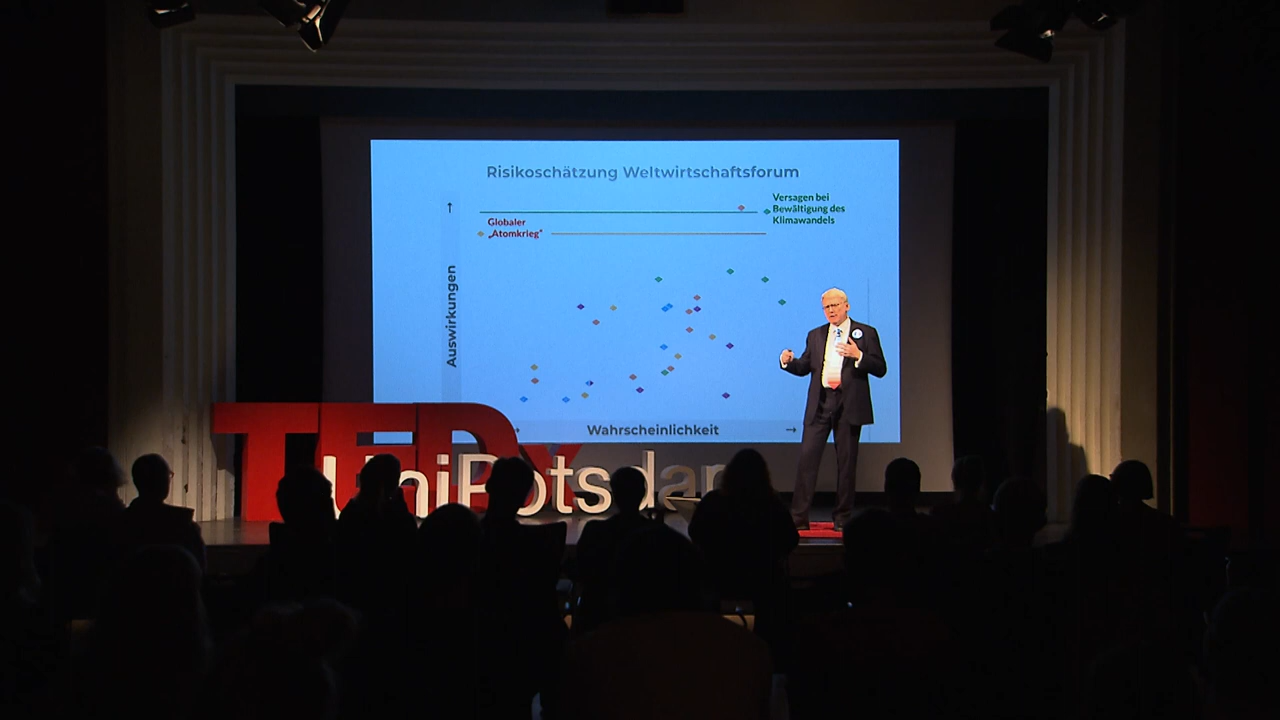 Risikoschätzung Weltwirtschaftsforum
↑
Versagen bei
Bewältigung des
Klimawandels
Globaler
„Atomkrieg"
Auswirkungen
→ Wahrscheinlichkeit →
TEDx
UniPotsdam